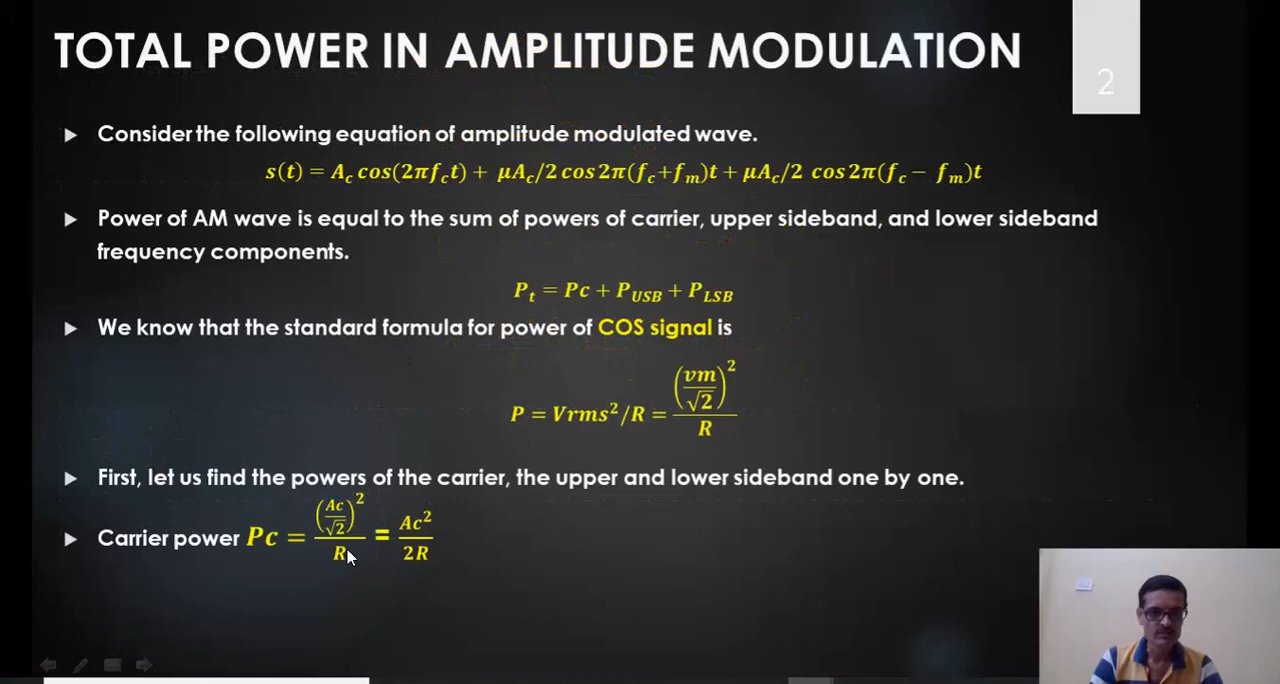 TOTAL POWER IN AMPLITUDE MODULATION
2
▶ Consider the following equation of amplitude modulated wave.
s(t) = A_c cos(2πf_c t) + μA_c/2 cos 2π(f_c+f_m)t + μA_c/2 cos 2π(f_c − f_m)t
▶ Power of AM wave is equal to the sum of powers of carrier, upper sideband, and lower sideband
frequency components.
P_t = Pc + P_USB + P_LSB
▶ We know that the standard formula for power of COS signal is
P = Vrms²/R = (vm/√2)²/R
▶ First, let us find the powers of the carrier, the upper and lower sideband one by one.
▶ Carrier power Pc = (Ac/√2)²/R = Ac²/2R